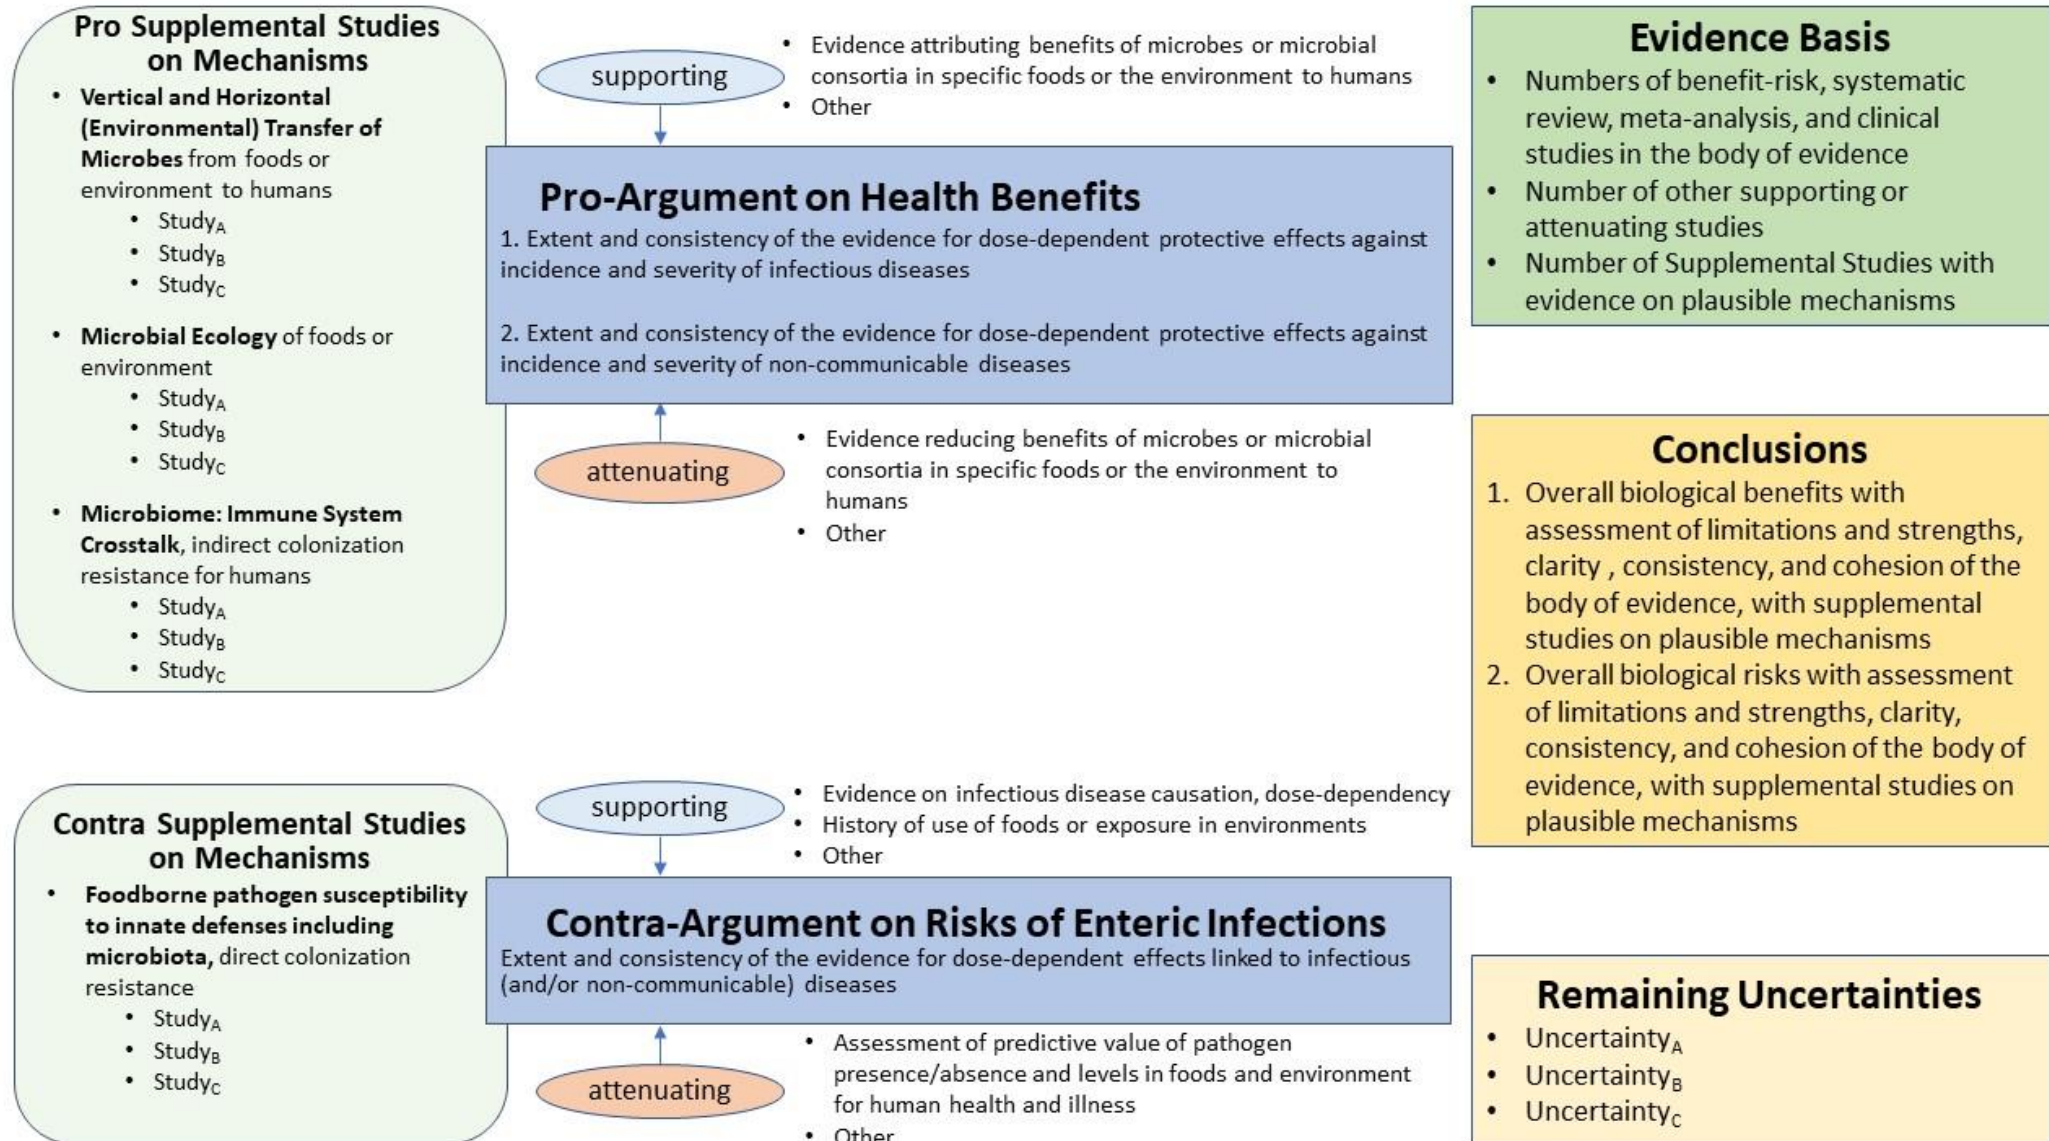 Pro Supplemental Studies
on Mechanisms
• Vertical and Horizontal
(Environmental) Transfer of
Microbes from foods or
environment to humans
• StudyA
• StudyB
• StudyC
• Microbial Ecology of foods or
environment
• StudyA
• StudyB
• StudyC
• Microbiome: Immune System
Crosstalk, indirect colonization
resistance for humans
• StudyA
• StudyB
• StudyC
supporting
• Evidence attributing benefits of microbes or microbial
consortia in specific foods or the environment to humans
• Other
Pro-Argument on Health Benefits
1. Extent and consistency of the evidence for dose-dependent protective effects against
incidence and severity of infectious diseases
2. Extent and consistency of the evidence for dose-dependent protective effects against
incidence and severity of non-communicable diseases
attenuating
• Evidence reducing benefits of microbes or microbial
consortia in specific foods or the environment to
humans
• Other
Contra Supplemental Studies
on Mechanisms
• Foodborne pathogen susceptibility
to innate defenses including
microbiota, direct colonization
resistance
• StudyA
• StudyB
• StudyC
supporting
• Evidence on infectious disease causation, dose-dependency
• History of use of foods or exposure in environments
• Other
Contra-Argument on Risks of Enteric Infections
Extent and consistency of the evidence for dose-dependent effects linked to infectious
(and/or non-communicable) diseases
attenuating
• Assessment of predictive value of pathogen
presence/absence and levels in foods and environment
for human health and illness
• Other
Evidence Basis
• Numbers of benefit-risk, systematic
review, meta-analysis, and clinical
studies in the body of evidence
• Number of other supporting or
attenuating studies
• Number of Supplemental Studies with
evidence on plausible mechanisms
Conclusions
1. Overall biological benefits with
assessment of limitations and strengths,
clarity , consistency, and cohesion of the
body of evidence, with supplemental
studies on plausible mechanisms
2. Overall biological risks with assessment
of limitations and strengths, clarity,
consistency, and cohesion of the body of
evidence, with supplemental studies on
plausible mechanisms
Remaining Uncertainties
• UncertaintyA
• UncertaintyB
• UncertaintyC